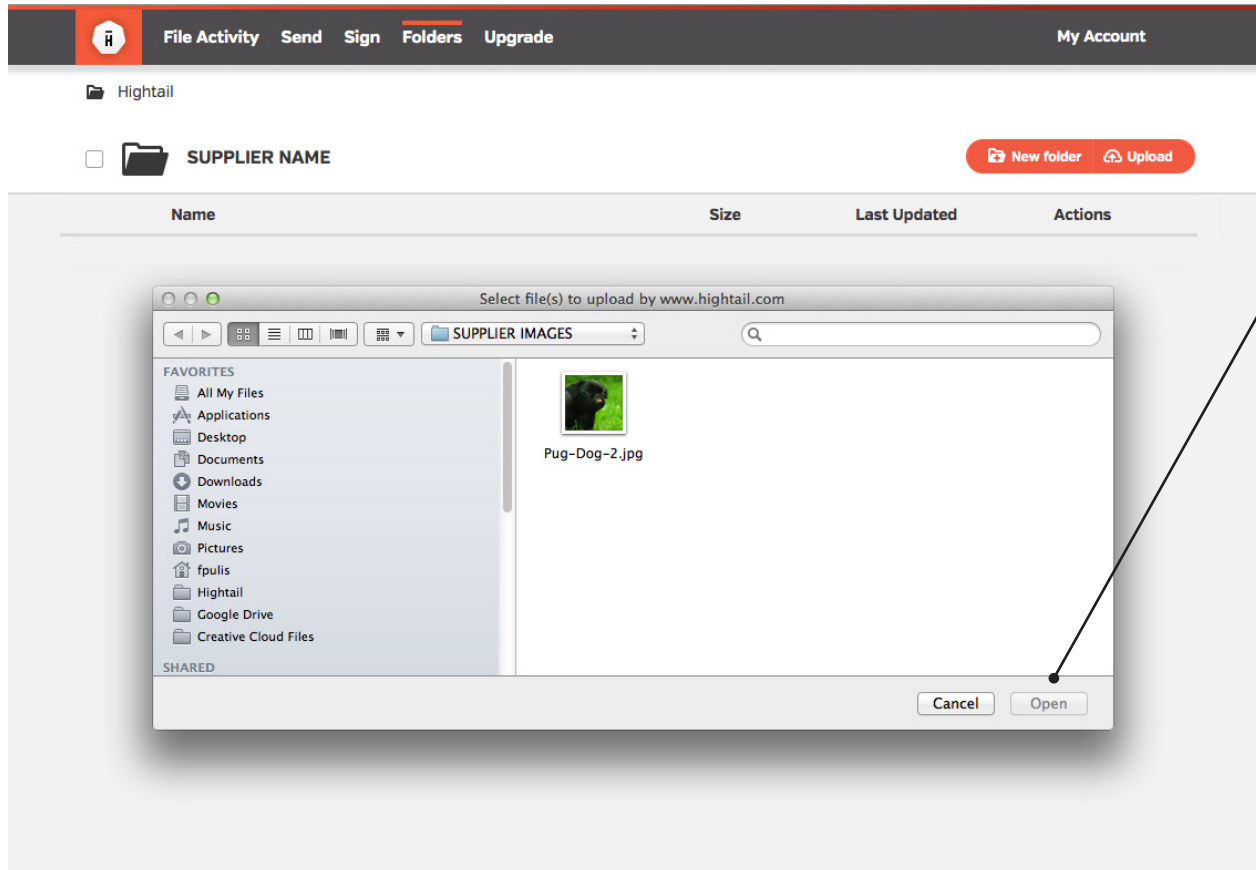 File Activity Send Sign Folders Upgrade My Account
Hightail
SUPPLIER NAME New folder Upload
Name Size Last Updated Actions
Select file(s) to upload by www.hightail.com
SUPPLIER IMAGES
FAVORITES
All My Files
Applications
Desktop
Documents
Downloads
Movies
Music
Pictures
fpulis
Hightail
Google Drive
Creative Cloud Files
SHARED
Pug-Dog-2.jpg
Cancel Open